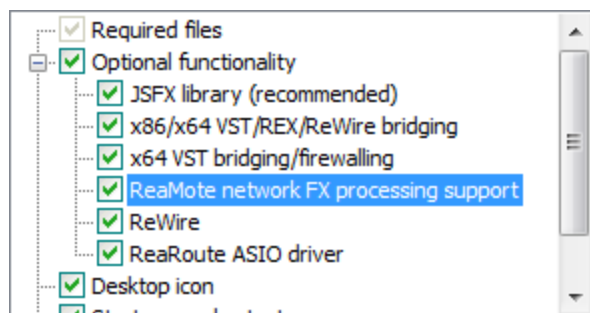 Required files
Optional functionality
JSFX library (recommended)
x86/x64 VST/REX/ReWire bridging
x64 VST bridging/firewalling
ReaMote network FX processing support
ReWire
ReaRoute ASIO driver
Desktop icon